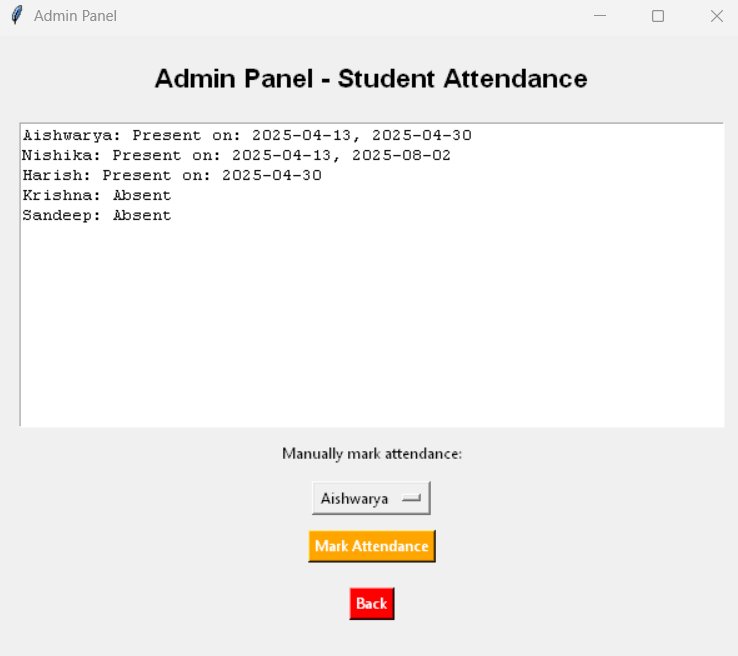 Admin Panel
Admin Panel - Student Attendance
Aishwarya: Present on: 2025-04-13, 2025-04-30
Nishika: Present on: 2025-04-13, 2025-08-02
Harish: Present on: 2025-04-30
Krishna: Absent
Sandeep: Absent
Manually mark attendance:
Aishwarya
Mark Attendance
Back